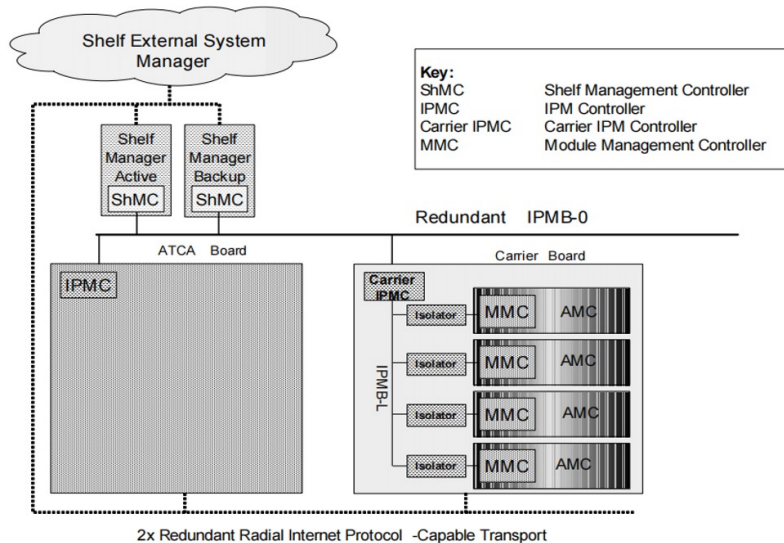 Shelf External System
Manager
Key:
ShMC Shelf Management Controller
IPMC IPM Controller
Carrier IPMC Carrier IPM Controller
MMC Module Management Controller
Shelf
Manager
Active
ShMC
Shelf
Manager
Backup
ShMC
Redundant IPMB-0
ATCA Board
Carrier Board
IPMC
Carrier
IPMC
IPMB-L
Isolator
MMC
AMC
Isolator
MMC
AMC
Isolator
MMC
AMC
Isolator
MMC
AMC
2x Redundant Radial Internet Protocol -Capable Transport